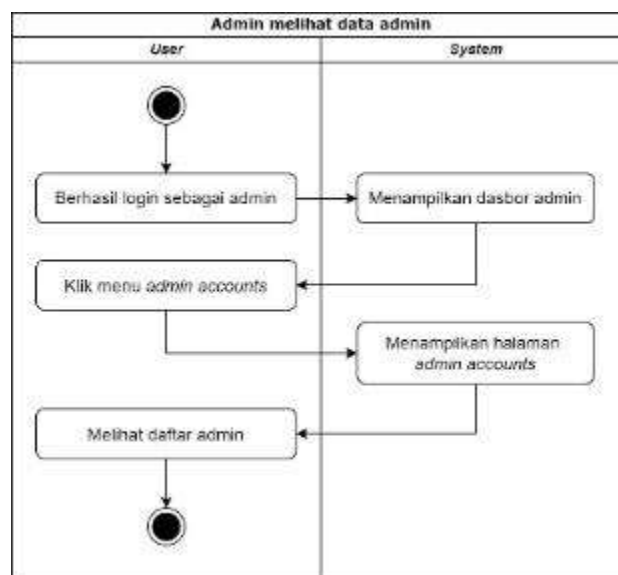 Admin melihat data admin
User
System
Berhasil login sebagai admin
Menampilkan dasbor admin
Klik menu admin accounts
Menampilkan halaman
admin accounts
Melihat daftar admin